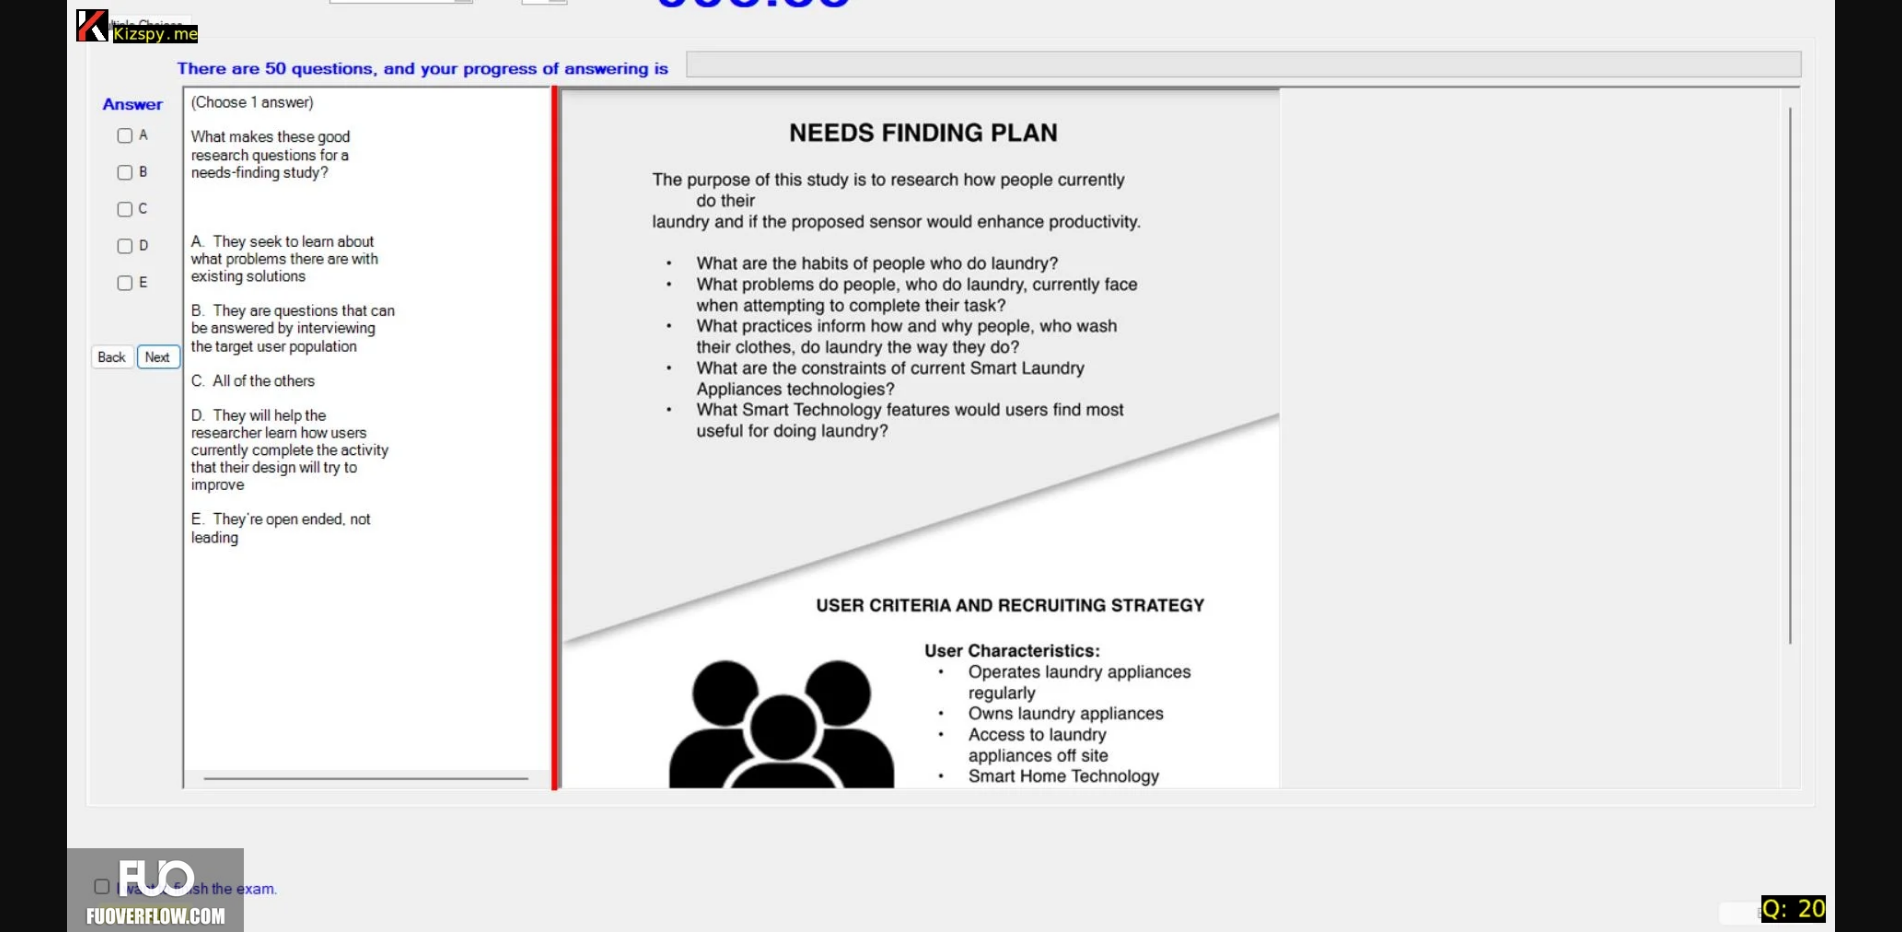 Kizspy.me
There are 50 questions, and your progress of answering is
Answer
A
B
C
D
E
Back
Next
(Choose 1 answer)
What makes these good
research questions for a
needs-finding study?
A. They seek to learn about
what problems there are with
existing solutions
B. They are questions that can
be answered by interviewing
the target user population
C. All of the others
D. They will help the
researcher learn how users
currently complete the activity
that their design will try to
improve
E. They're open ended, not
leading
NEEDS FINDING PLAN
The purpose of this study is to research how people currently
do their
laundry and if the proposed sensor would enhance productivity.
• What are the habits of people who do laundry?
• What problems do people, who do laundry, currently face
when attempting to complete their task?
• What practices inform how and why people, who wash
their clothes, do laundry the way they do?
• What are the constraints of current Smart Laundry
Appliances technologies?
• What Smart Technology features would users find most
useful for doing laundry?
USER CRITERIA AND RECRUITING STRATEGY
User Characteristics:
• Operates laundry appliances
regularly
• Owns laundry appliances
• Access to laundry
appliances off site
• Smart Home Technology
the exam.
FUO
FUOVERFLOW.COM
Q: 20